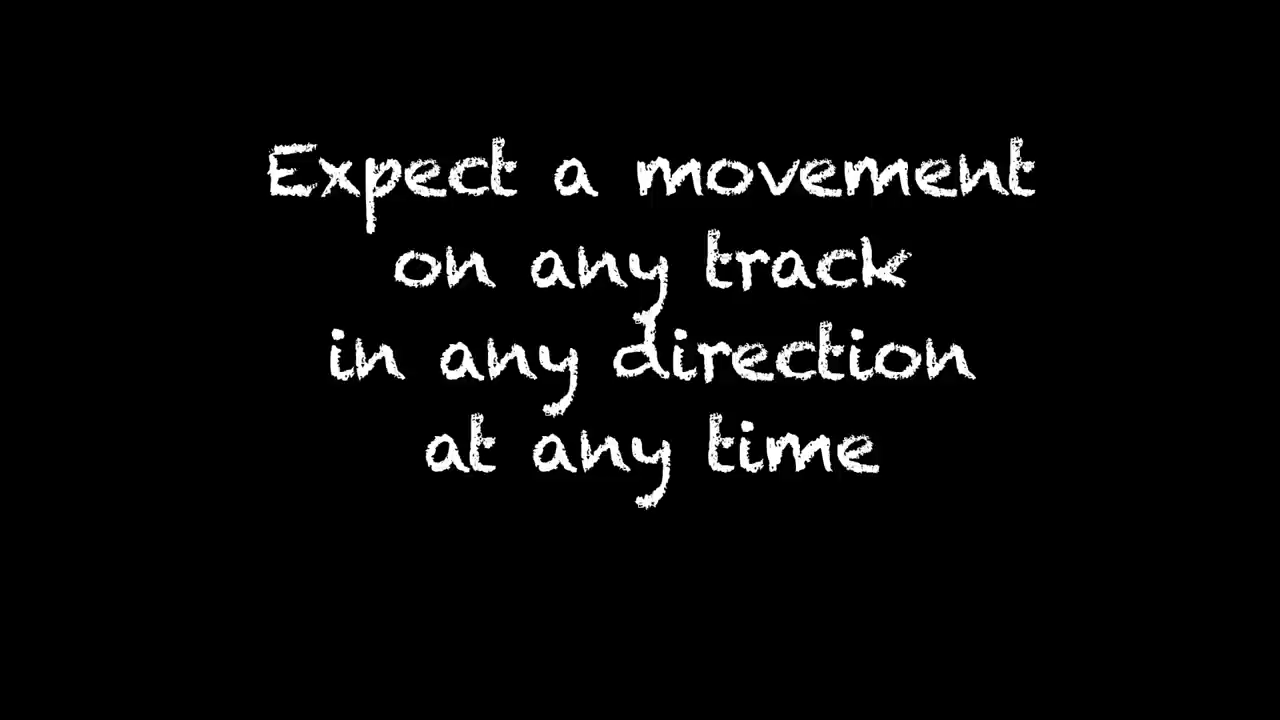 Expect a movement
on any track
in any direction
at any time